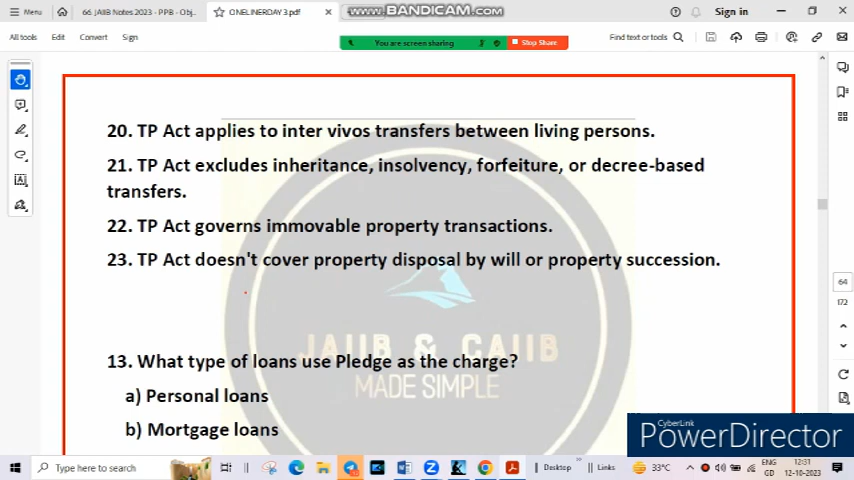 Menu
66. JAIIB Notes 2023 - PPB - Obj...
ONELINERDAY 3.pdf
www.BANDICAM.com
Sign in
All tools Edit Convert Sign
You are screen sharing
Stop Share
Find text or tools
20. TP Act applies to inter vivos transfers between living persons.
21. TP Act excludes inheritance, insolvency, forfeiture, or decree-based
transfers.
22. TP Act governs immovable property transactions.
23. TP Act doesn't cover property disposal by will or property succession.
JAIIB & CAIIB
MADE SIMPLE
13. What type of loans use Pledge as the charge?
a) Personal loans
b) Mortgage loans
64
172
CyberLink
PowerDirector
Type here to search
Desktop
Links
33°C
ENG
GD
12:31
12-10-2023